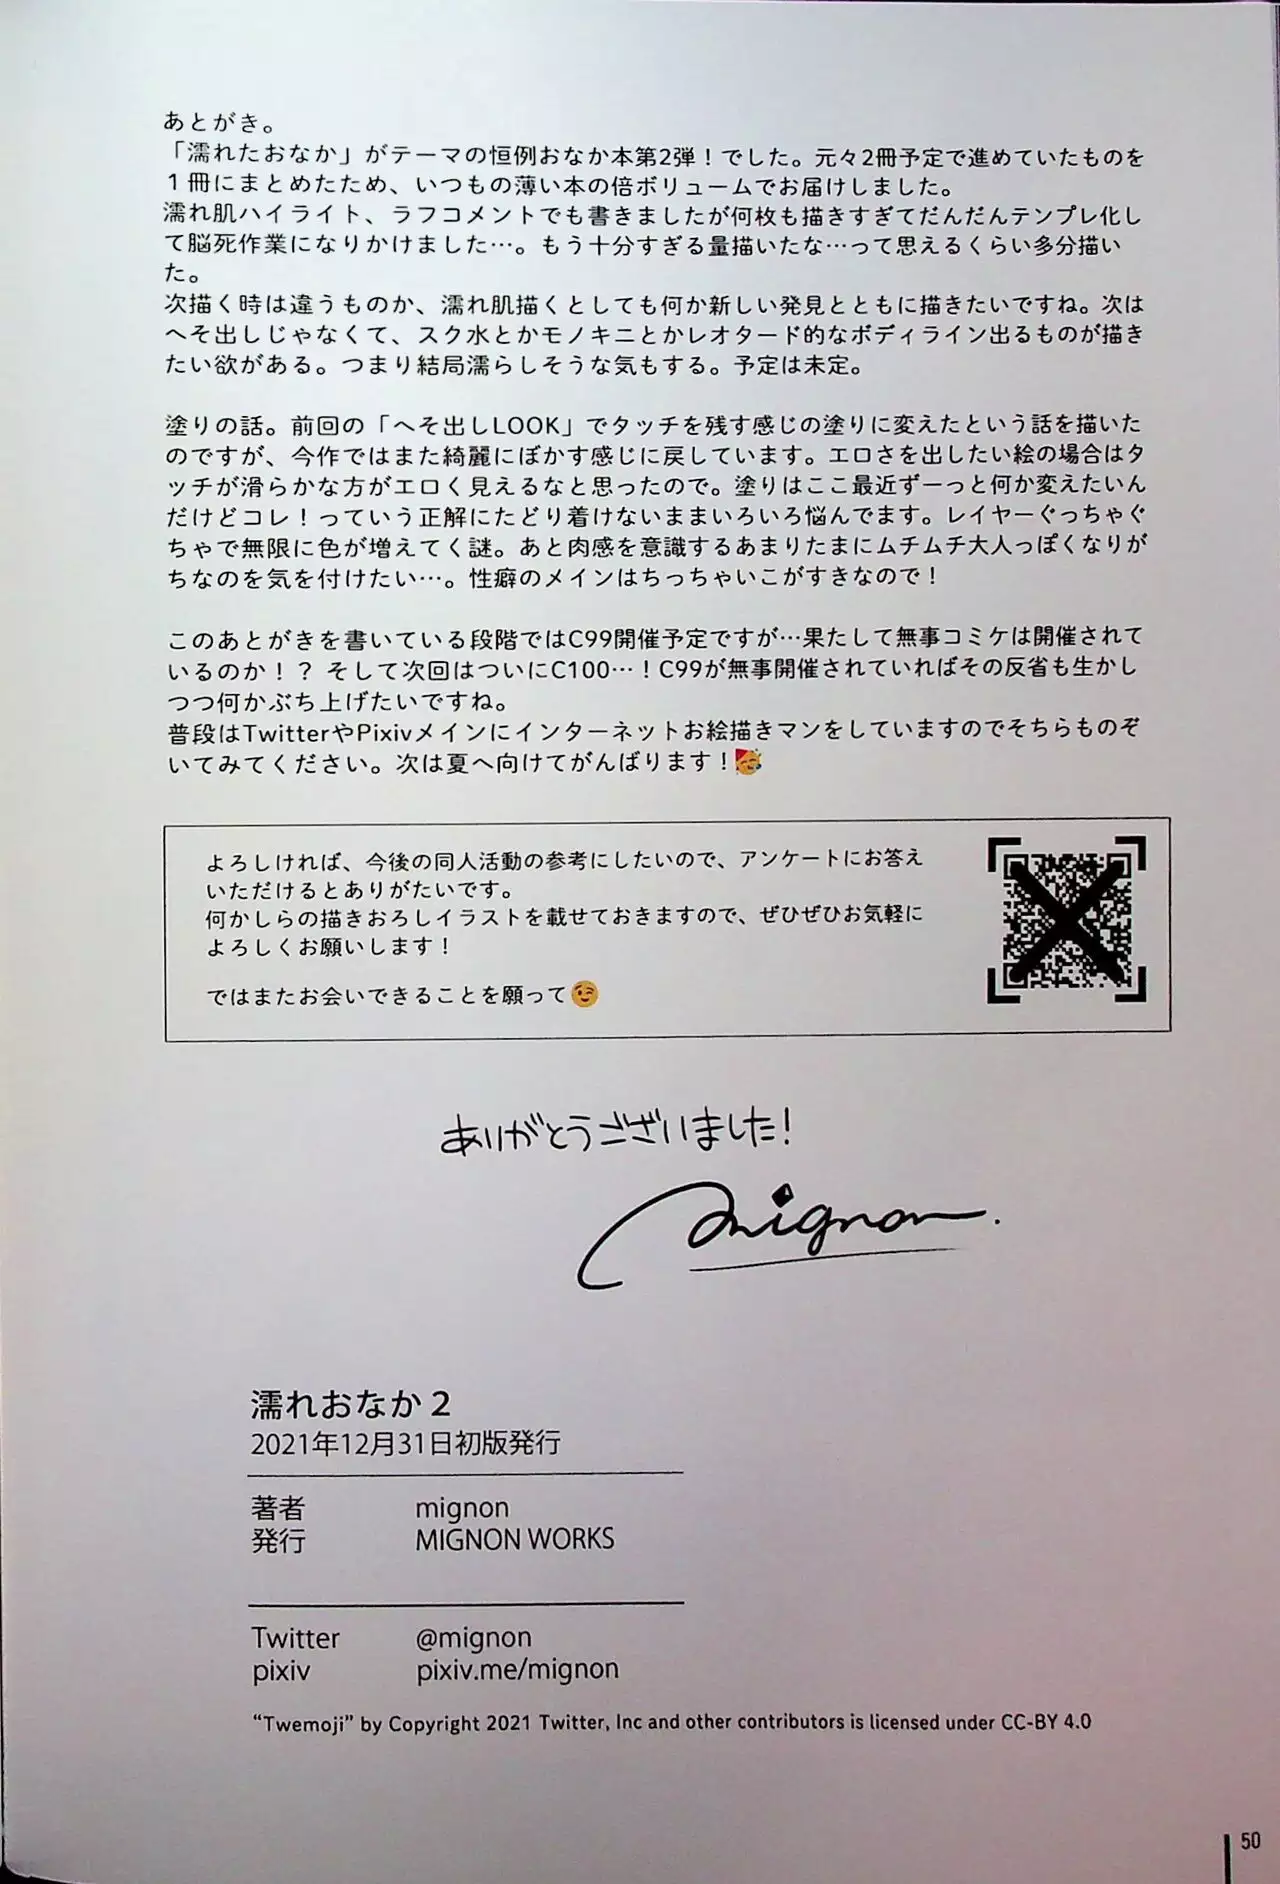 あとがき。
「濡れたおなか」がテーマの恒例おなか本第2弾！でした。元々2冊予定で進めていたものを
１冊にまとめたため、いつもの薄い本の倍ボリュームでお届けしました。
濡れ肌ハイライト、ラフコメントでも書きましたが何枚も描きすぎてだんだんテンプレ化し
て脳死作業になりかけました…。もう十分すぎる量描いたな…って思えるくらい多分描い
た。
次描く時は違うものか、濡れ肌描くとしても何か新しい発見とともに描きたいですね。次は
へそ出しじゃなくて、スク水とかモノキニとかレオタード的なボディライン出るものが描き
たい欲がある。つまり結局濡らしそうな気もする。予定は未定。
塗りの話。前回の「へそ出しLOOK」でタッチを残す感じの塗りに変えたという話を描いた
のですが、今作ではまた綺麗にぼかす感じに戻しています。エロさを出したい絵の場合はタ
ッチが滑らかな方がエロく見えるなと思ったので。塗りはここ最近ずーっと何か変えたいん
だけどコレ！っていう正解にたどり着けないままいろいろ悩んでます。レイヤーぐっちゃぐ
ちゃで無限に色が増えてく謎。あと肉感を意識するあまりたまにムチムチ大人っぽくなりが
ちなのを気を付けたい…。性癖のメインはちっちゃいこがすきなので！
このあとがきを書いている段階ではC99開催予定ですが…果たして無事コミケは開催されて
いるのか！？ そして次回はついにC100…！C99が無事開催されていればその反省も生かし
つつ何かぶち上げたいですね。
普段はTwitterやPixivメインにインターネットお絵描きマンをしていますのでそちらものぞ
いてみてください。次は夏へ向けてがんばります！🥳
よろしければ、今後の同人活動の参考にしたいので、アンケートにお答え
いただけるとありがたいです。
何かしらの描きおろしイラストを載せておきますので、ぜひぜひお気軽に
よろしくお願いします！
ではまたお会いできることを願って😉
ありがとうございました！
mignon.
濡れおなか２
2021年12月31日初版発行
著者 mignon
発行 MIGNON WORKS
Twitter @mignon
pixiv pixiv.me/mignon
“Twemoji” by Copyright 2021 Twitter, Inc and other contributors is licensed under CC-BY 4.0
50